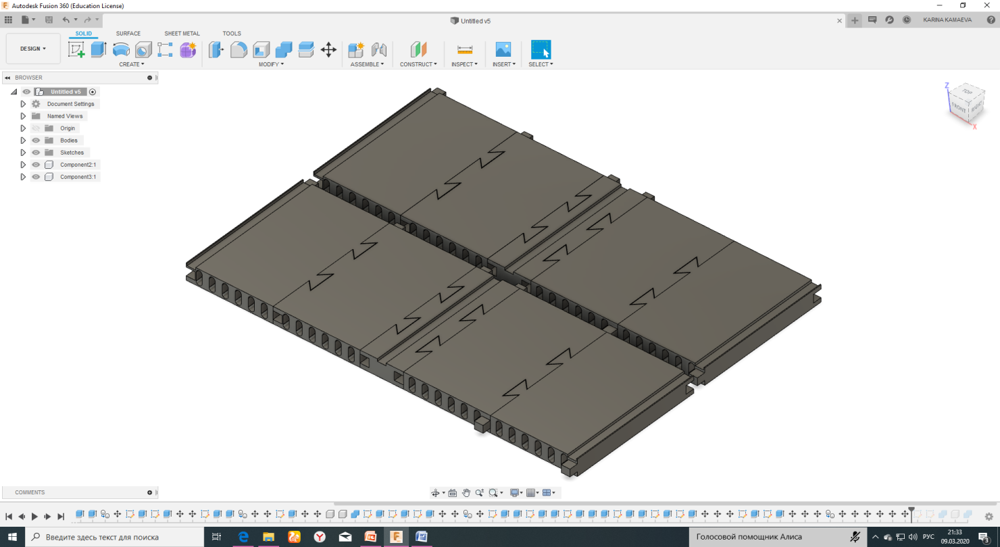 Autodesk Fusion 360 (Education License)
Untitled v5
KARINA KAMAEVA
SOLID SURFACE SHEET METAL TOOLS
DESIGN
CREATE MODIFY ASSEMBLE CONSTRUCT INSPECT INSERT SELECT
BROWSER
Untitled v5
Document Settings
Named Views
Origin
Bodies
Sketches
Component2:1
Component3:1
Z
TOP
FRONT
RIGHT
X
COMMENTS
Введите здесь текст для поиска
Голосовой помощник Алиса
РУС
21:33
09.03.2020